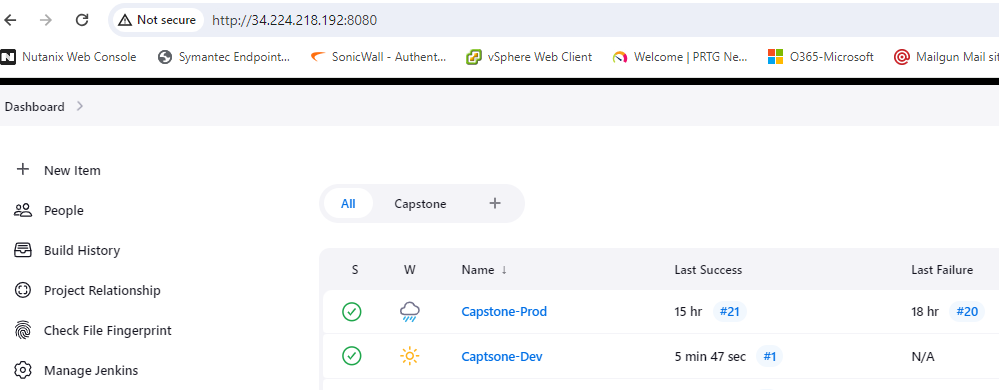 Not secure http://34.224.218.192:8080
Nutanix Web Console Symantec Endpoint... SonicWall - Authent... vSphere Web Client Welcome | PRTG Ne... O365-Microsoft Mailgun Mail sit
Dashboard
New Item
People
Build History
Project Relationship
Check File Fingerprint
Manage Jenkins
All Capstone
S W Name ↓ Last Success Last Failure
Capstone-Prod 15 hr #21 18 hr #20
Captsone-Dev 5 min 47 sec #1 N/A